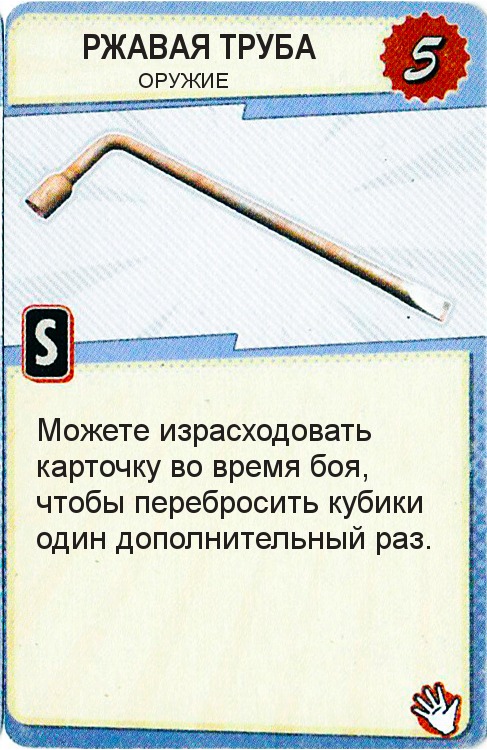 РЖАВАЯ ТРУБА
ОРУЖИЕ
5
S
Можете израсходовать
карточку во время боя,
чтобы перебросить кубики
один дополнительный раз.